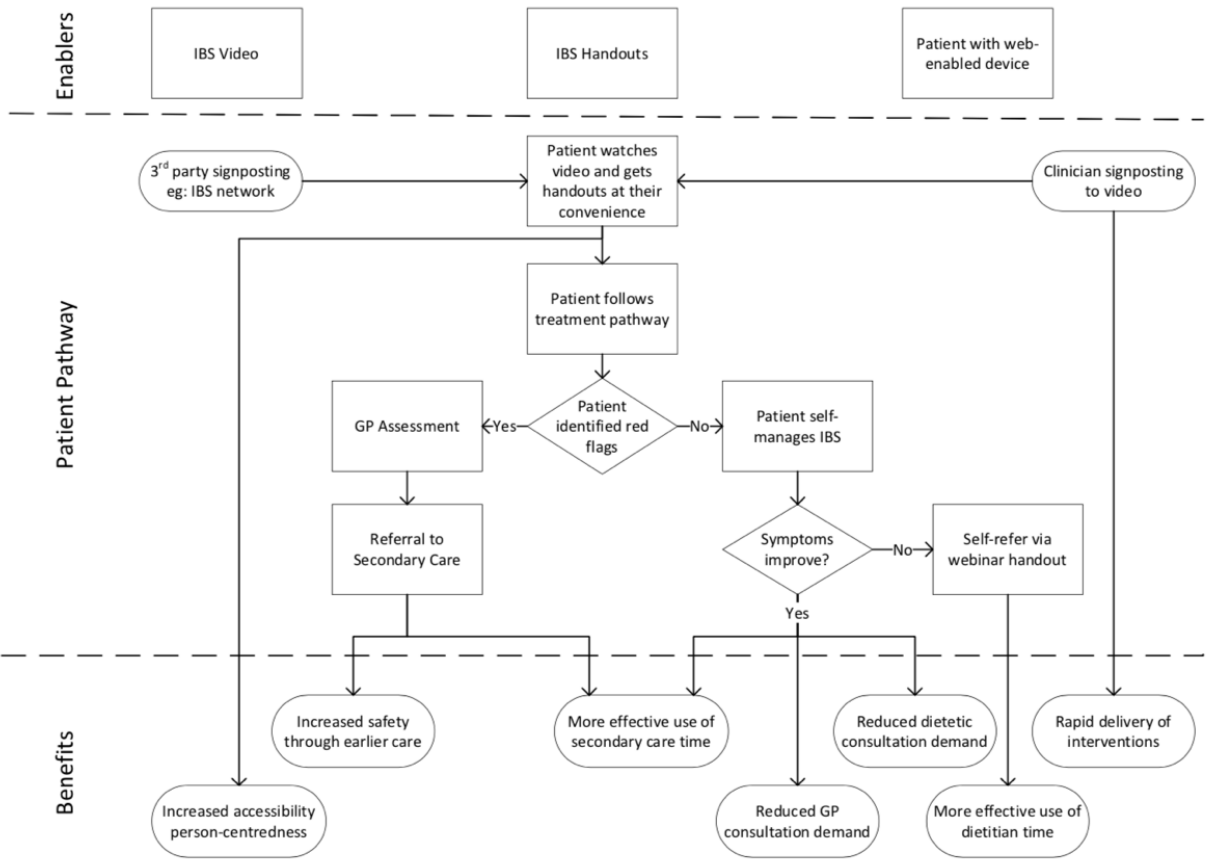 Enablers
IBS Video
IBS Handouts
Patient with web-
enabled device
Patient Pathway
3rd party signposting
eg: IBS network
Patient watches
video and gets
handouts at their
convenience
Clinician signposting
to video
Patient follows
treatment pathway
GP Assessment
Yes
Patient
identified red
flags
No
Patient self-
manages IBS
Referral to
Secondary Care
Symptoms
improve?
No
Self-refer via
webinar handout
Yes
Benefits
Increased safety
through earlier care
More effective use of
secondary care time
Reduced dietetic
consultation demand
Rapid delivery of
interventions
Increased accessibility
person-centredness
Reduced GP
consultation demand
More effective use of
dietitian time